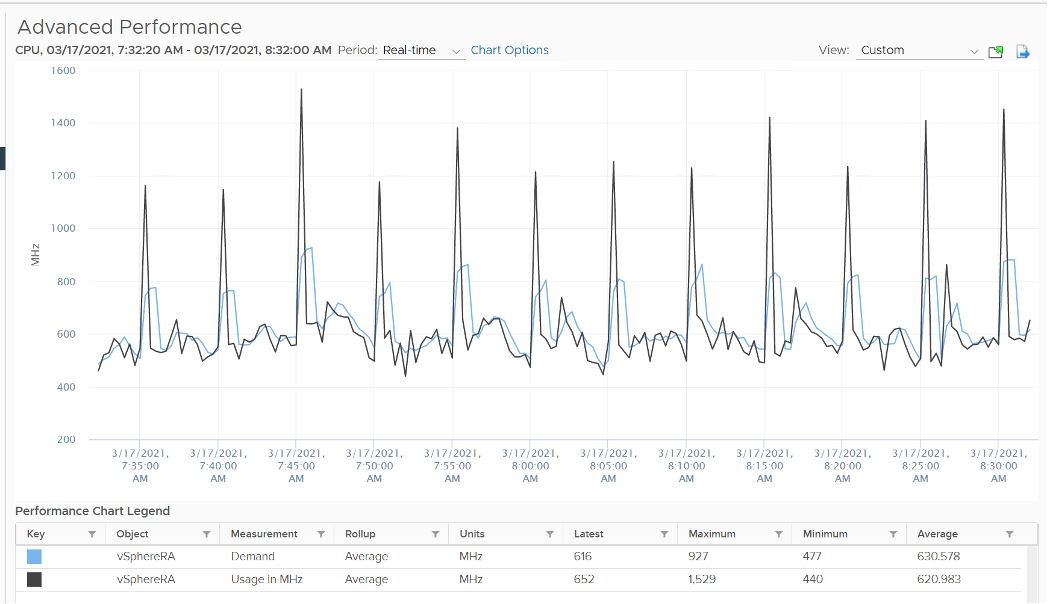 Advanced Performance
CPU, 03/17/2021, 7:32:20 AM - 03/17/2021, 8:32:00 AM Period: Real-time Chart Options View: Custom
1600
1400
1200
1000
800
600
400
200
MHz
3/17/2021, 3/17/2021, 3/17/2021, 3/17/2021, 3/17/2021, 3/17/2021, 3/17/2021, 3/17/2021, 3/17/2021, 3/17/2021, 3/17/2021, 3/17/2021,
7:35:00 7:40:00 7:45:00 7:50:00 7:55:00 8:00:00 8:05:00 8:10:00 8:15:00 8:20:00 8:25:00 8:30:00
AM AM AM AM AM AM AM AM AM AM AM AM
Performance Chart Legend
Key Object Measurement Rollup Units Latest Maximum Minimum Average
vSphereRA Demand Average MHz 616 927 477 630.578
vSphereRA Usage in MHz Average MHz 652 1,529 440 620.983